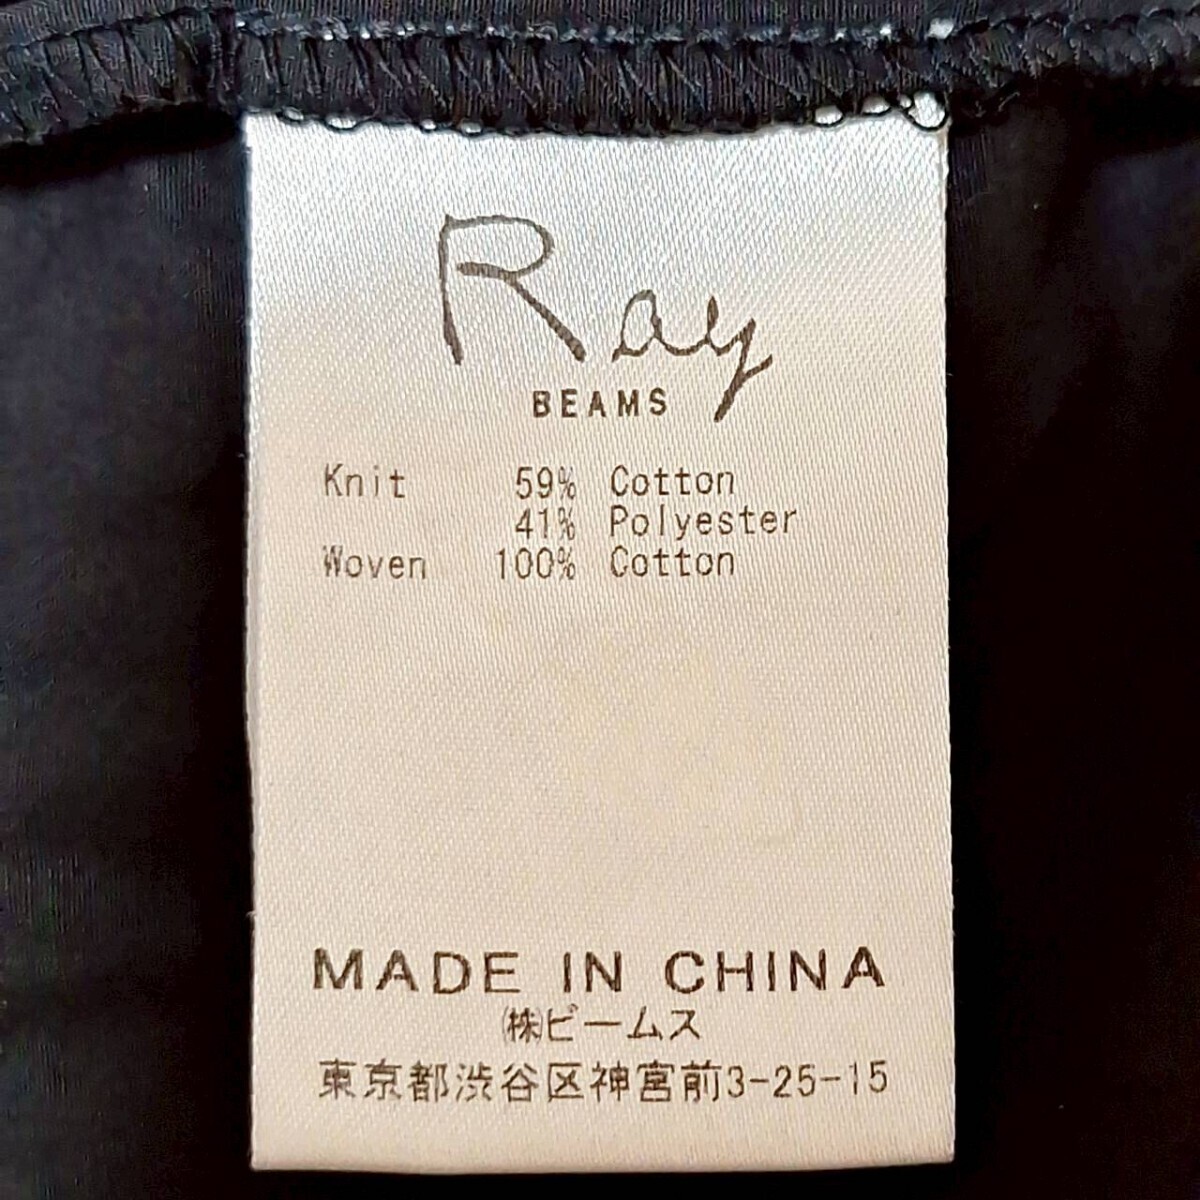 Ray
BEAMS
Knit 59% Cotton
41% Polyester
Woven 100% Cotton
MADE IN CHINA
㈱ビームス
東京都渋谷区神宮前3-25-15